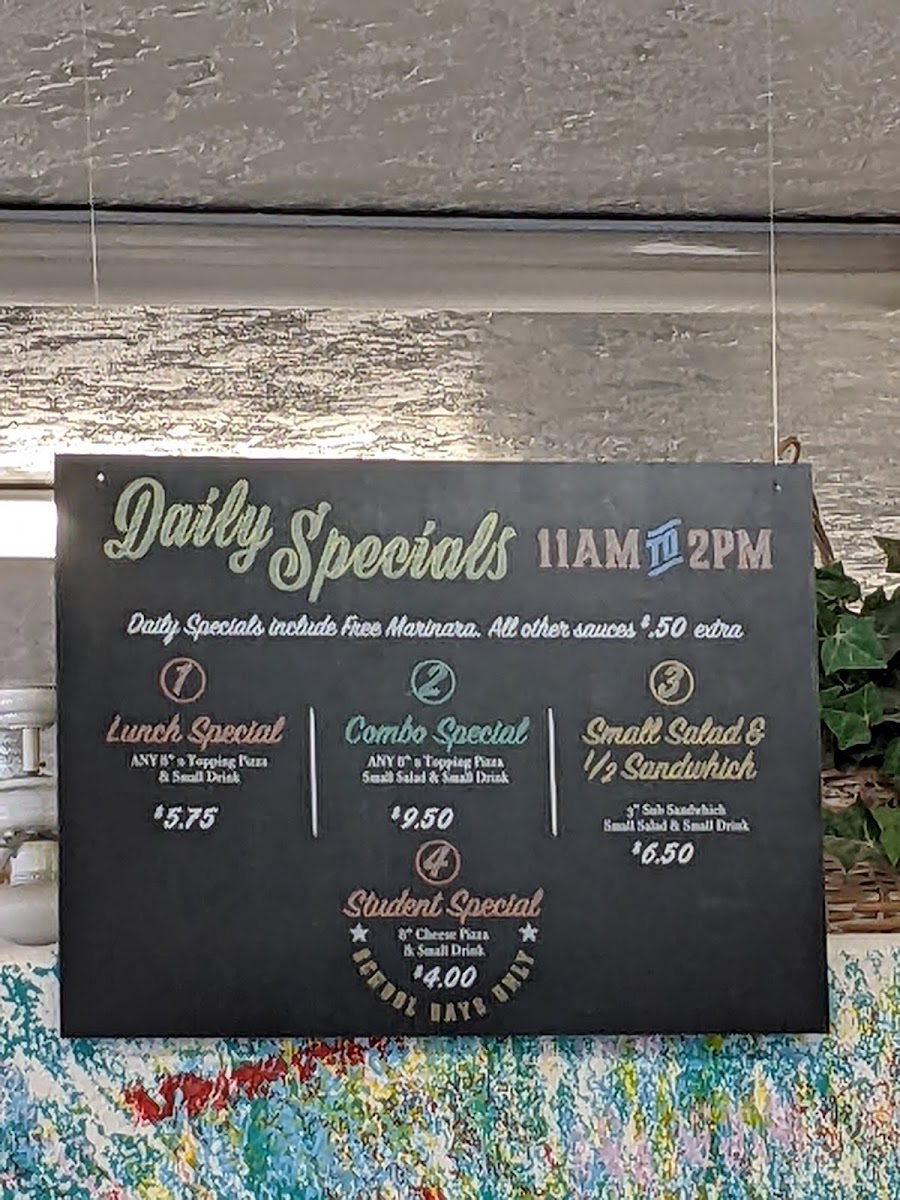 Daily Specials 11AM TO 2PM
Daily Specials include Free Marinara. All other sauces $.50 extra
1
Lunch Special
ANY 8" 2 Topping Pizza
& Small Drink
$5.75
2
Combo Special
ANY 8" 2 Topping Pizza
Small Salad & Small Drink
$9.50
3
Small Salad &
1/2 Sandwhich
3" Sub Sandwhich
Small Salad & Small Drink
$6.50
4
Student Special
8" Cheese Pizza
& Small Drink
$4.00
SCHOOL DAYS ONLY